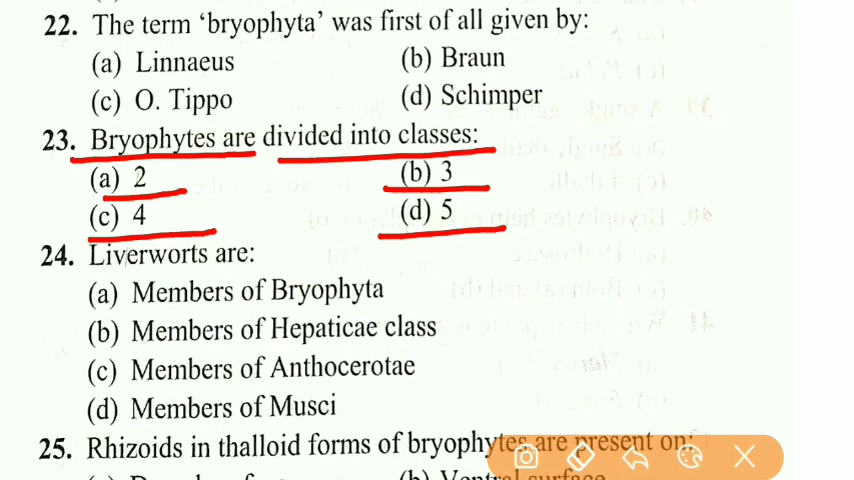 22. The term ‘bryophyta’ was first of all given by:
(a) Linnaeus (b) Braun
(c) O. Tippo (d) Schimper
23. Bryophytes are divided into classes:
(a) 2 (b) 3
(c) 4 (d) 5
24. Liverworts are:
(a) Members of Bryophyta
(b) Members of Hepaticae class
(c) Members of Anthocerotae
(d) Members of Musci
25. Rhizoids in thalloid forms of bryophytes are present on:
(b) Ventral surface